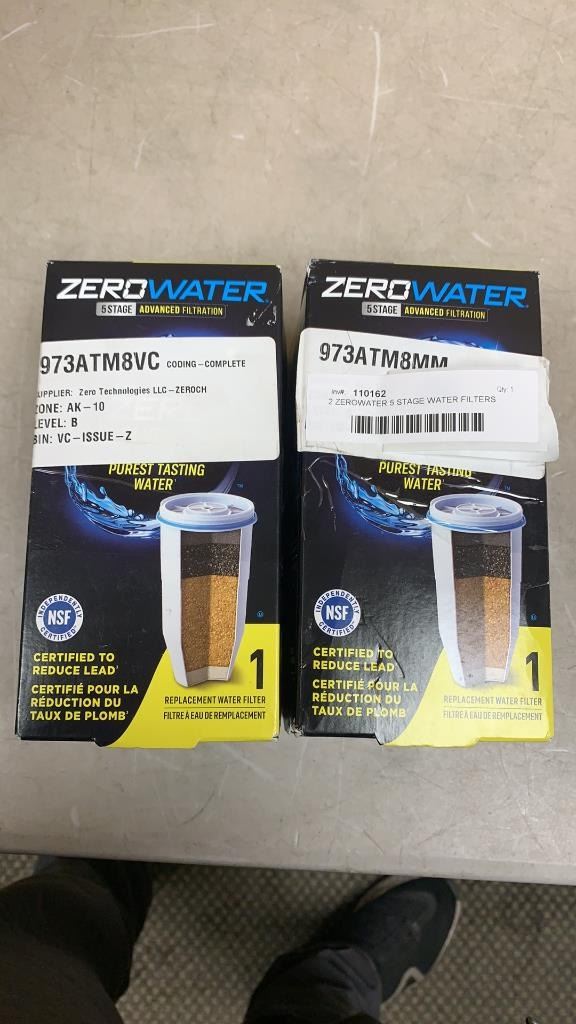 ZEROWATER
5 STAGE ADVANCED FILTRATION
973ATM8VC CODING-COMPLETE
UPPLIER: Zero Technologies LLC-ZEROCH
ZONE: AK-10
LEVEL: B
BIN: VC-ISSUE-Z
PUREST TASTING
WATER
TM
INDEPENDENTLY
NSF
CERTIFIED
CERTIFIED TO
REDUCE LEAD
CERTIFIÉ POUR LA
RÉDUCTION DU
TAUX DE PLOMB
1
REPLACEMENT WATER FILTER
FILTRE À EAU DE REMPLACEMENT
ZEROWATER
5 STAGE ADVANCED FILTRATION
973ATM8MM
Inv#: 110162 Qty: 1
2 ZEROWATER 5 STAGE WATER FILTERS
PUREST TASTING
WATER
TM
INDEPENDENTLY
NSF
CERTIFIED
CERTIFIED TO
REDUCE LEAD
CERTIFIÉ POUR LA
RÉDUCTION DU
TAUX DE PLOMB
1
REPLACEMENT WATER FILTER
FILTRE À EAU DE REMPLACEMENT